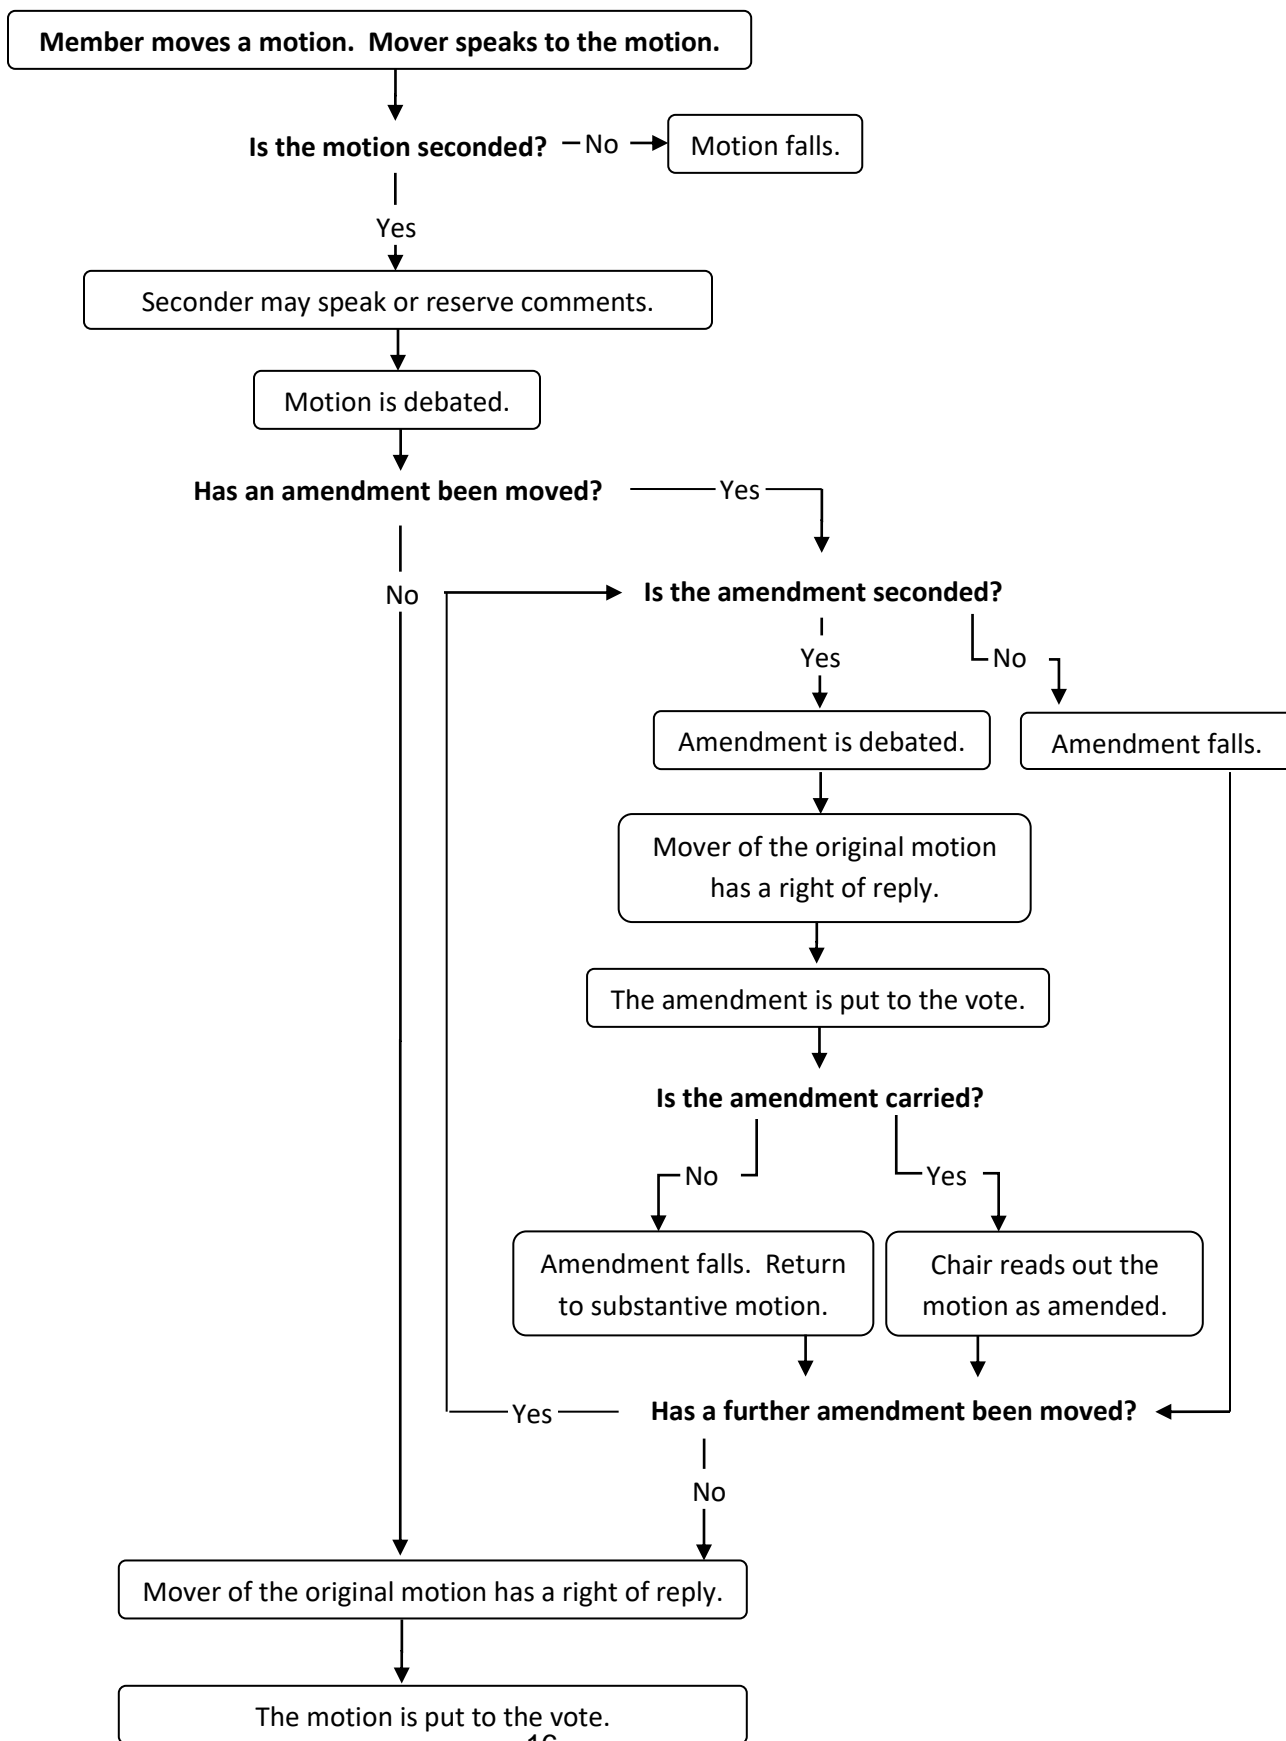 Member moves a motion.  Mover speaks to the motion.
Is the motion seconded?
No
Motion falls.
Yes
Seconder may speak or reserve comments.
Motion is debated.
Has an amendment been moved?
Yes
No
Is the amendment seconded?
Yes
No
Amendment is debated.
Amendment falls.
Mover of the original motion
has a right of reply.
The amendment is put to the vote.
Is the amendment carried?
No
Yes
Amendment falls.  Return
to substantive motion.
Chair reads out the
motion as amended.
Has a further amendment been moved?
Yes
No
Mover of the original motion has a right of reply.
The motion is put to the vote.